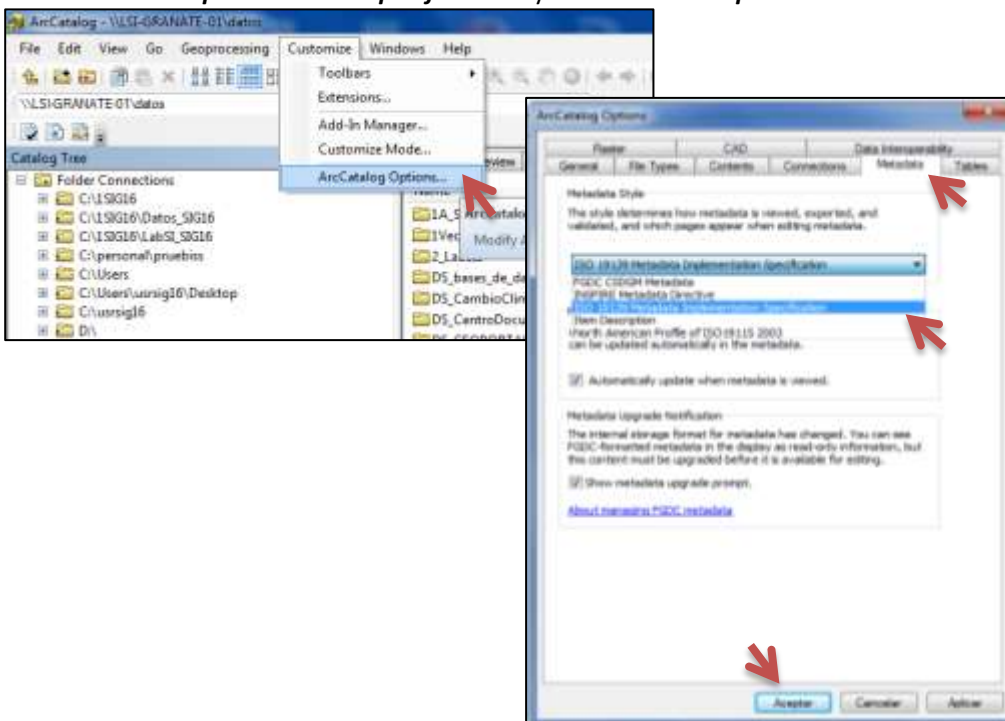 ArcCatalog - \\LSI-GRANATE-01\datos
File Edit View Go Geoprocessing Customize Windows Help
Toolbars
Extensions...
Add-In Manager...
Customize Mode...
ArcCatalog Options...
\\LSI-GRANATE-01\datos
Catalog Tree
Folder Connections
C:\1SIG16
C:\1SIG16\Datos_SIG16
C:\1SIG16\LabSI_SIG16
C:\personal\pruebiss
C:\Users
C:\Users\usrsig16\Desktop
C:\usrsig16
D:\
Name
1A_S
1Vec
DS_bases_de_da
DS_CambioClim
DS_CentroDocu
Modify A
ArcCatalog Options
Raster CAD Data Interoperability
General File Types Contents Connections Metadata Tables
Metadata Style
The style determines how metadata is viewed, exported, and
validated, and which pages appear when editing metadata.
ISO 19139 Metadata Implementation Specification
FGDC CSDGM Metadata
INSPIRE Metadata Directive
ISO 19139 Metadata Implementation Specification
Item Description
North American Profile of ISO19115 2003
can be updated automatically in the metadata.
Automatically update when metadata is viewed.
Metadata Upgrade Notification
The internal storage format for metadata has changed. You can see
FGDC-formatted metadata in the display as read-only information, but
this content must be upgraded before it is available for editing.
Show metadata upgrade prompt.
About managing FGDC metadata
Aceptar Cancelar Aplicar